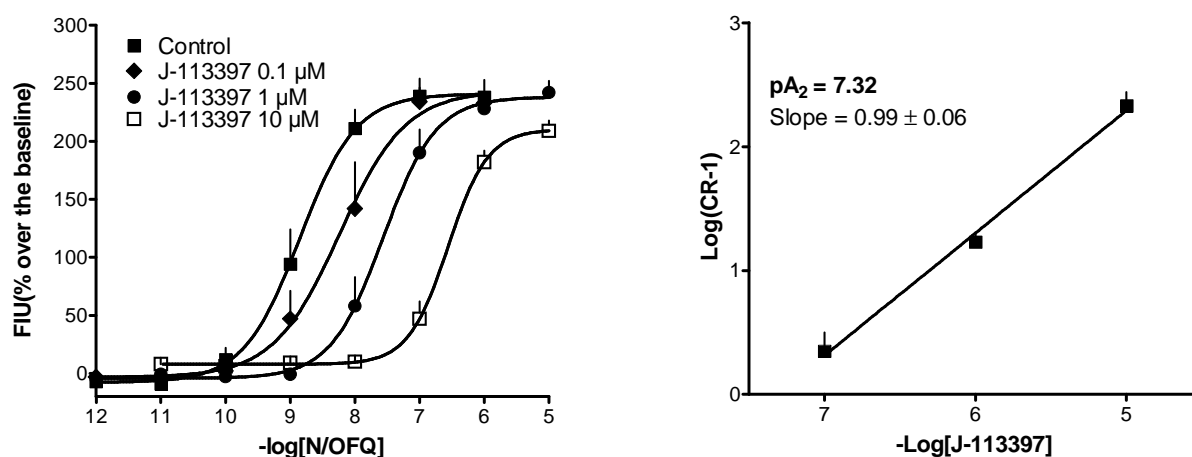 300
250
200
150
100
50
0
FIU(% over the baseline)
Control
J-113397 0.1 µM
J-113397 1 µM
J-113397 10 µM
12 11 10 9 8 7 6 5
-log[N/OFQ]
3
2
1
0
Log(CR-1)
pA2 = 7.32
Slope = 0.99 ± 0.06
7 6 5
-Log[J-113397]